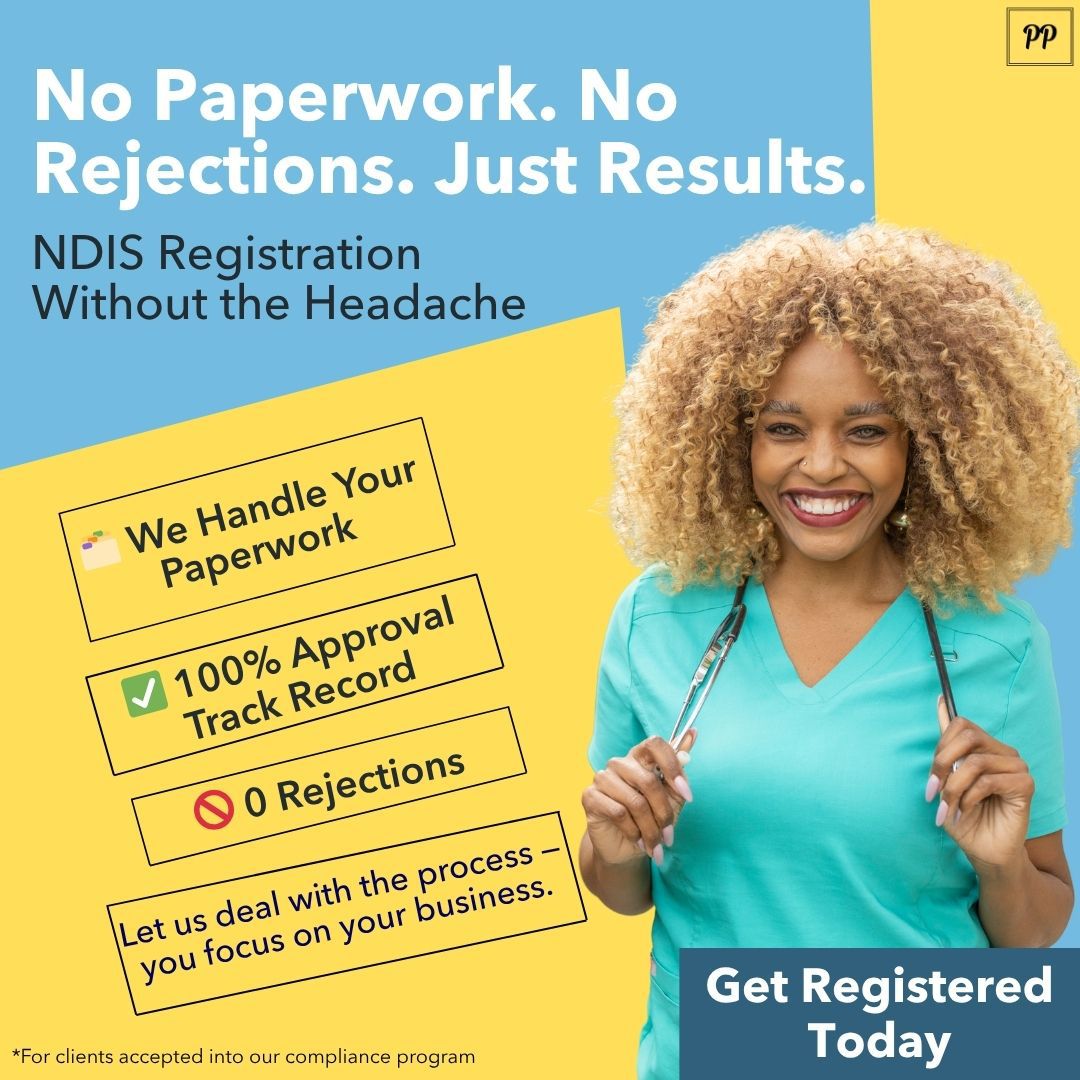 PP
No Paperwork. No
Rejections. Just Results.
NDIS Registration
Without the Headache
We Handle Your
Paperwork
100% Approval
Track Record
0 Rejections
Let us deal with the process –
you focus on your business.
Get Registered
Today
*For clients accepted into our compliance program